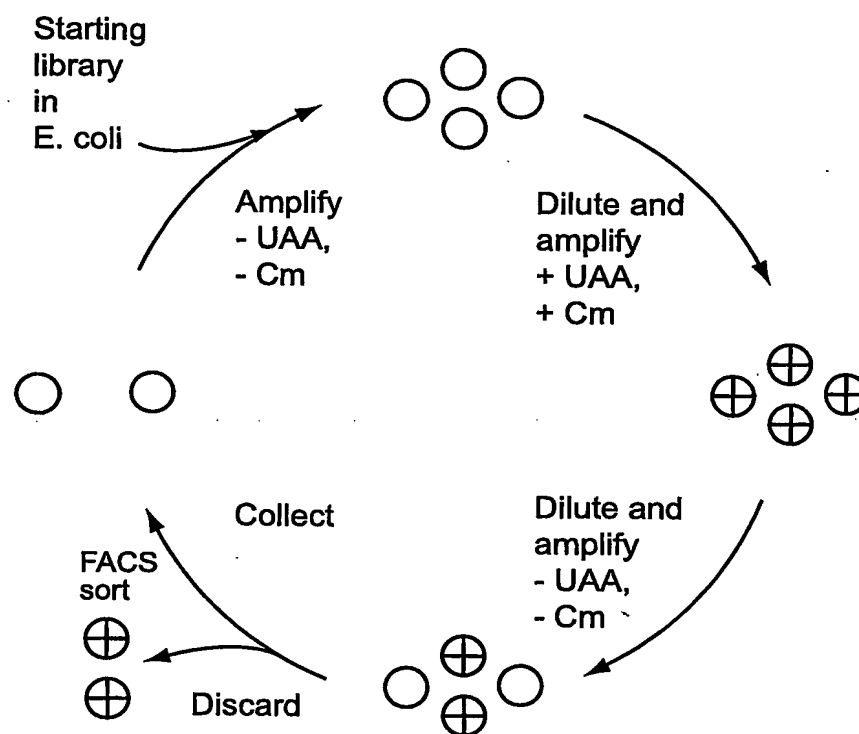 Starting
library
in
E. coli
Amplify
- UAA,
- Cm
Dilute and
amplify
+ UAA,
+ Cm
Dilute and
amplify
- UAA,
- Cm
Collect
FACS
sort
Discard